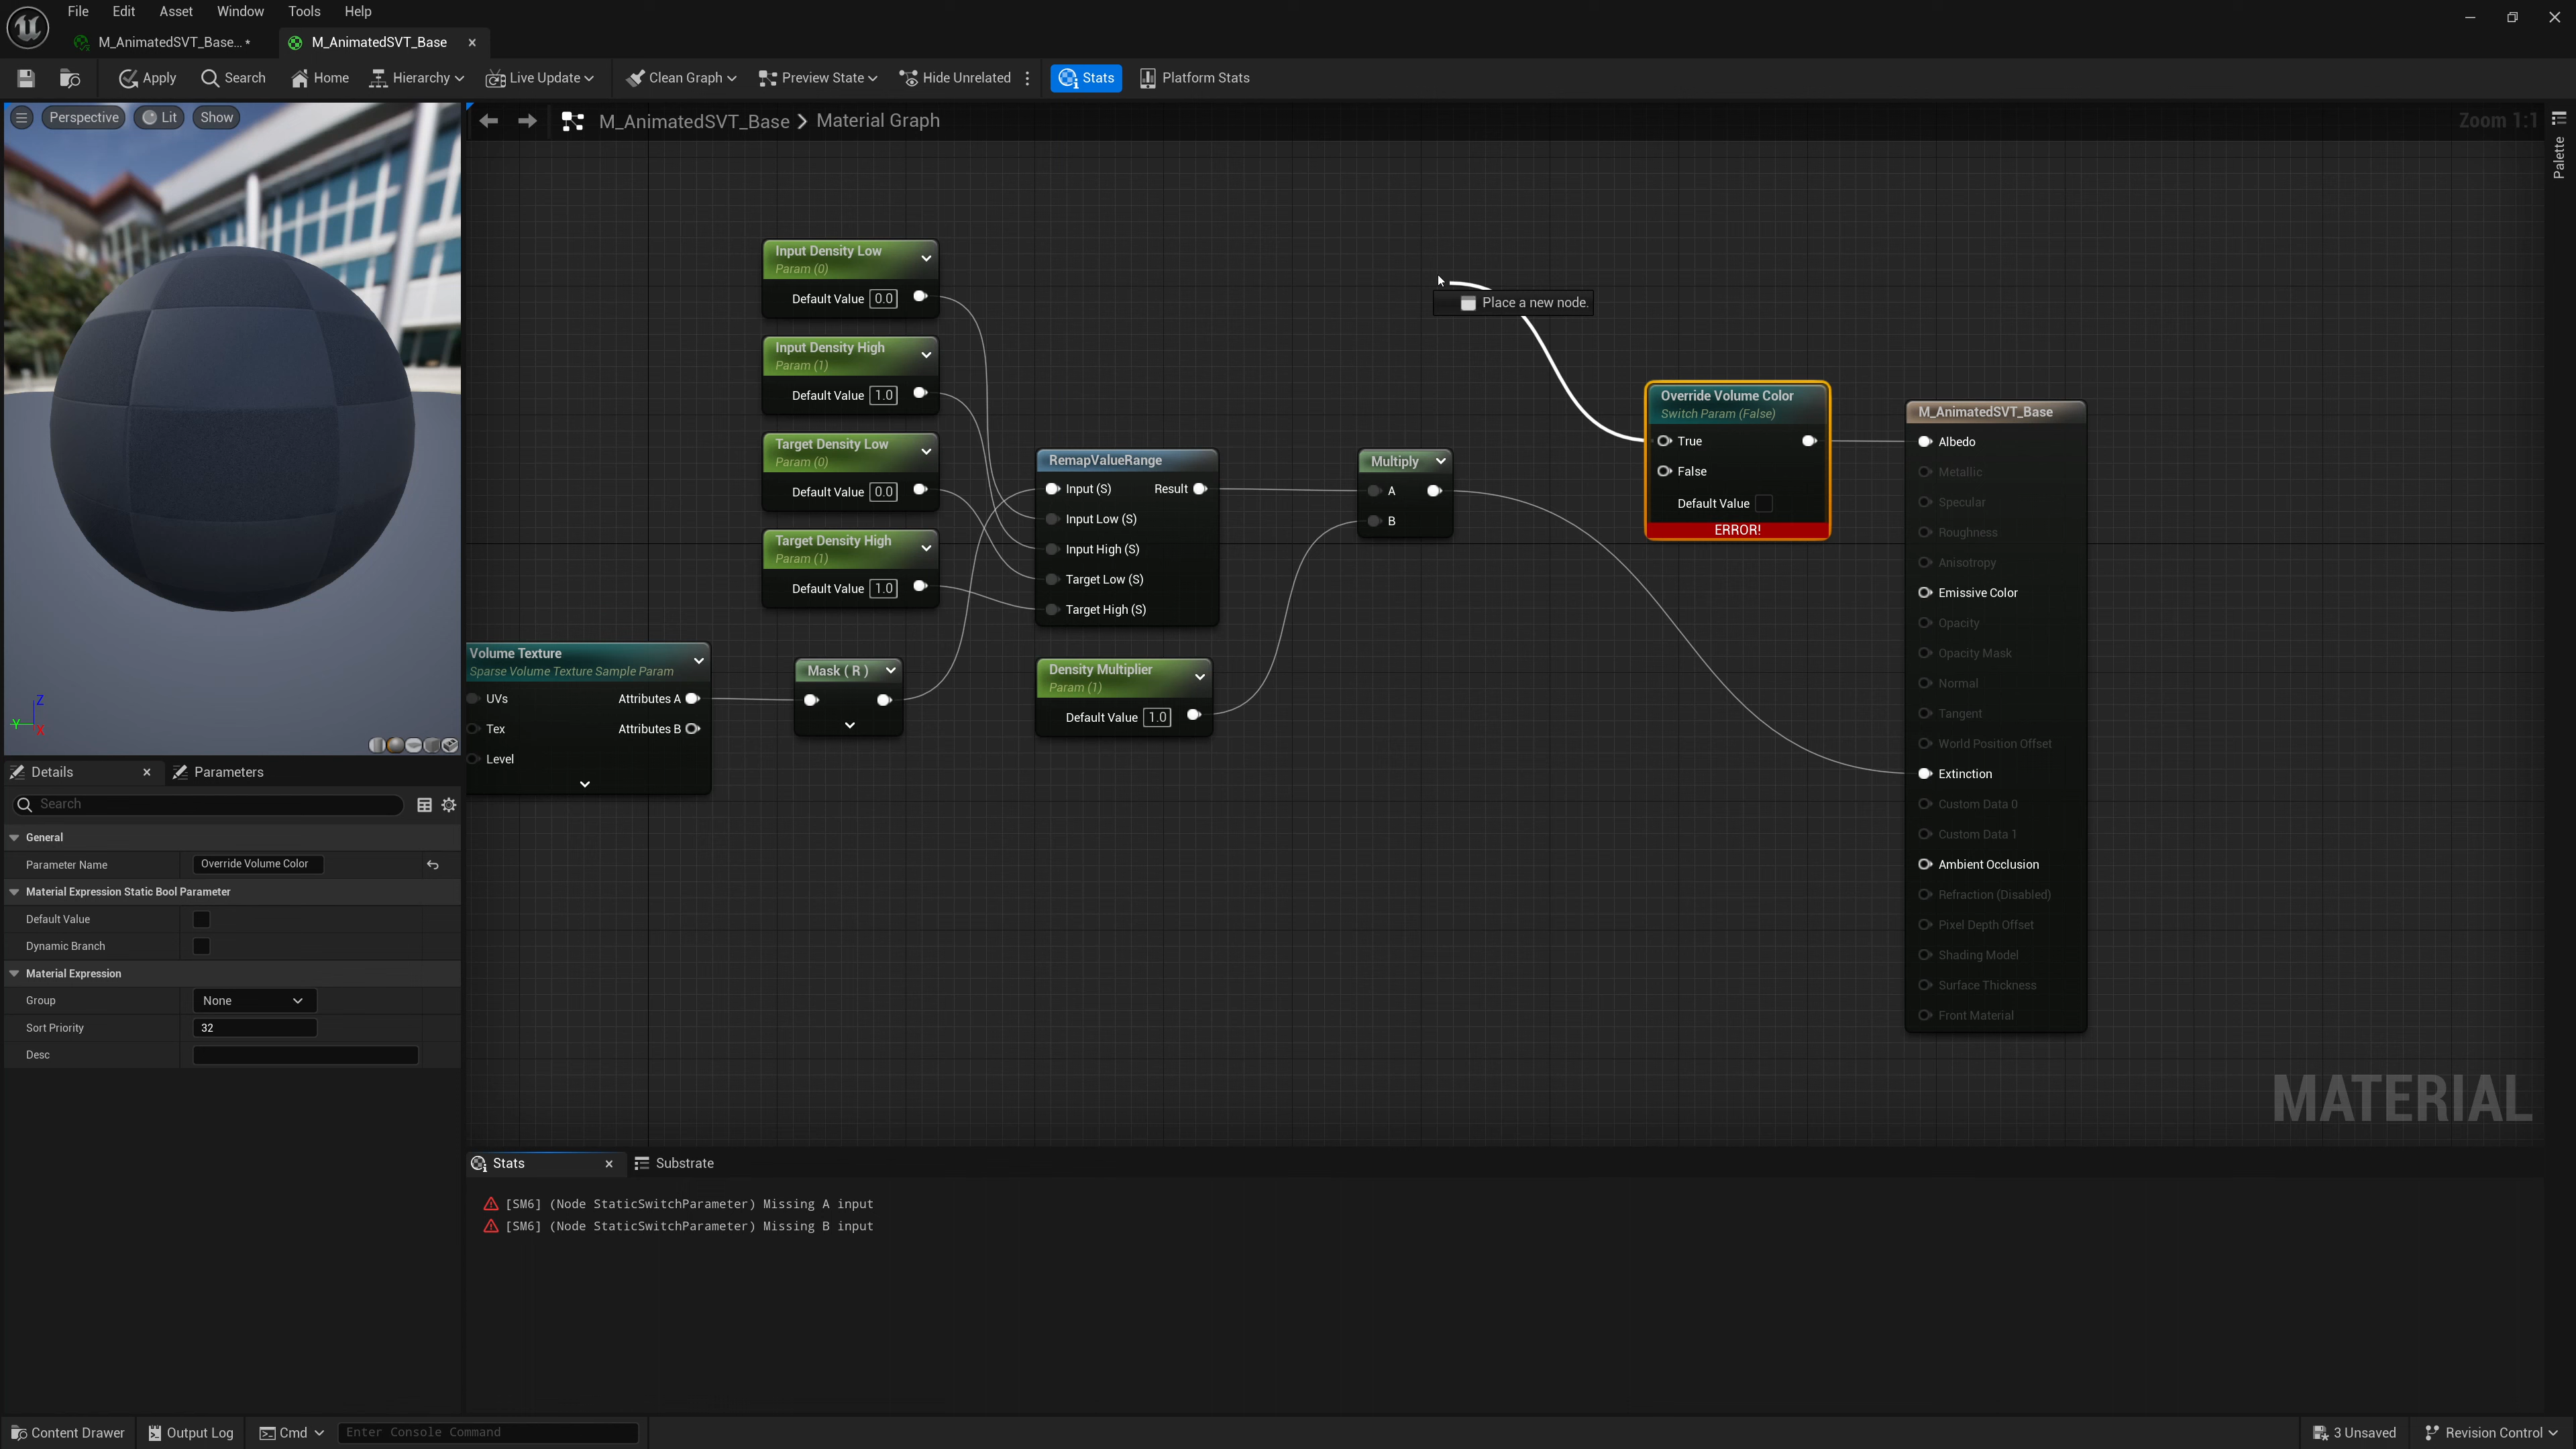 File Edit Asset Window Tools Help
M_AnimatedSVT_Base...* M_AnimatedSVT_Base
Apply Search Home Hierarchy Live Update Clean Graph Preview State Hide Unrelated Stats Platform Stats
Perspective Lit Show
M_AnimatedSVT_Base > Material Graph
Zoom 1:1
Palette
Input Density Low
Param (0)
Default Value 0.0
Input Density High
Param (1)
Default Value 1.0
Target Density Low
Param (0)
Default Value 0.0
Target Density High
Param (1)
Default Value 1.0
Volume Texture
Sparse Volume Texture Sample Param
UVs Attributes A
Tex Attributes B
Level
Mask ( R )
RemapValueRange
Input (S) Result
Input Low (S)
Input High (S)
Target Low (S)
Target High (S)
Density Multiplier
Param (1)
Default Value 1.0
Multiply
A
B
Place a new node.
Override Volume Color
Switch Param (False)
True
False
Default Value
ERROR!
M_AnimatedSVT_Base
Albedo
Metallic
Specular
Roughness
Anisotropy
Emissive Color
Opacity
Opacity Mask
Normal
Tangent
World Position Offset
Extinction
Custom Data 0
Custom Data 1
Ambient Occlusion
Refraction (Disabled)
Pixel Depth Offset
Shading Model
Surface Thickness
Front Material
MATERIAL
Z
Y
X
Details Parameters
Search
General
Parameter Name Override Volume Color
Material Expression Static Bool Parameter
Default Value
Dynamic Branch
Material Expression
Group None
Sort Priority 32
Desc
Stats Substrate
[SM6] (Node StaticSwitchParameter) Missing A input
[SM6] (Node StaticSwitchParameter) Missing B input
Content Drawer Output Log Cmd Enter Console Command 3 Unsaved Revision Control